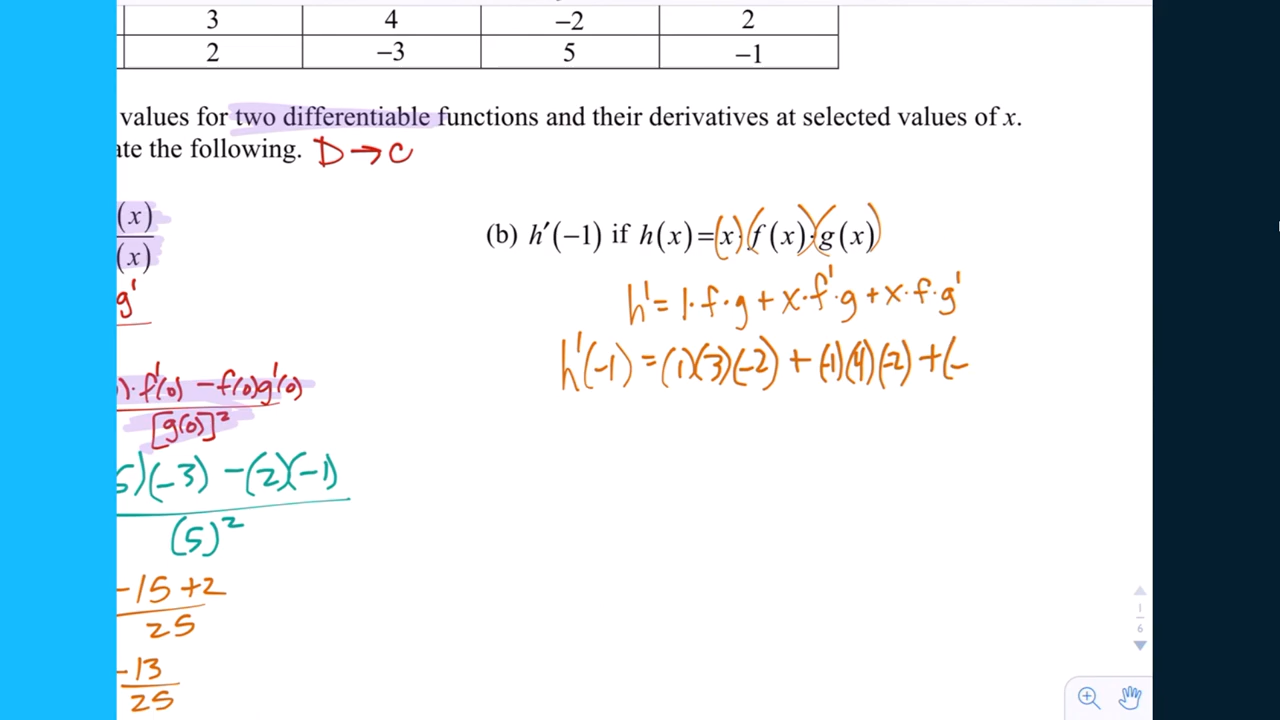 3 4 −2 2
2 −3 5 −1
values for two differentiable functions and their derivatives at selected values of x.
ate the following. D → C
(x)
(x)
g'
) · f'(0) − f(0)g'(0)
[g(0)]²
5)(−3) − (2)(−1)
(5)²
−15 + 2
25
−13
25
(b) h′(−1) if h(x) = (x)·(f(x))·(g(x))
h' = 1 · f · g + x · f' · g + x · f · g'
h'(−1) = (1)(3)(−2) + (−1)(4)(−2) + (−
1
6